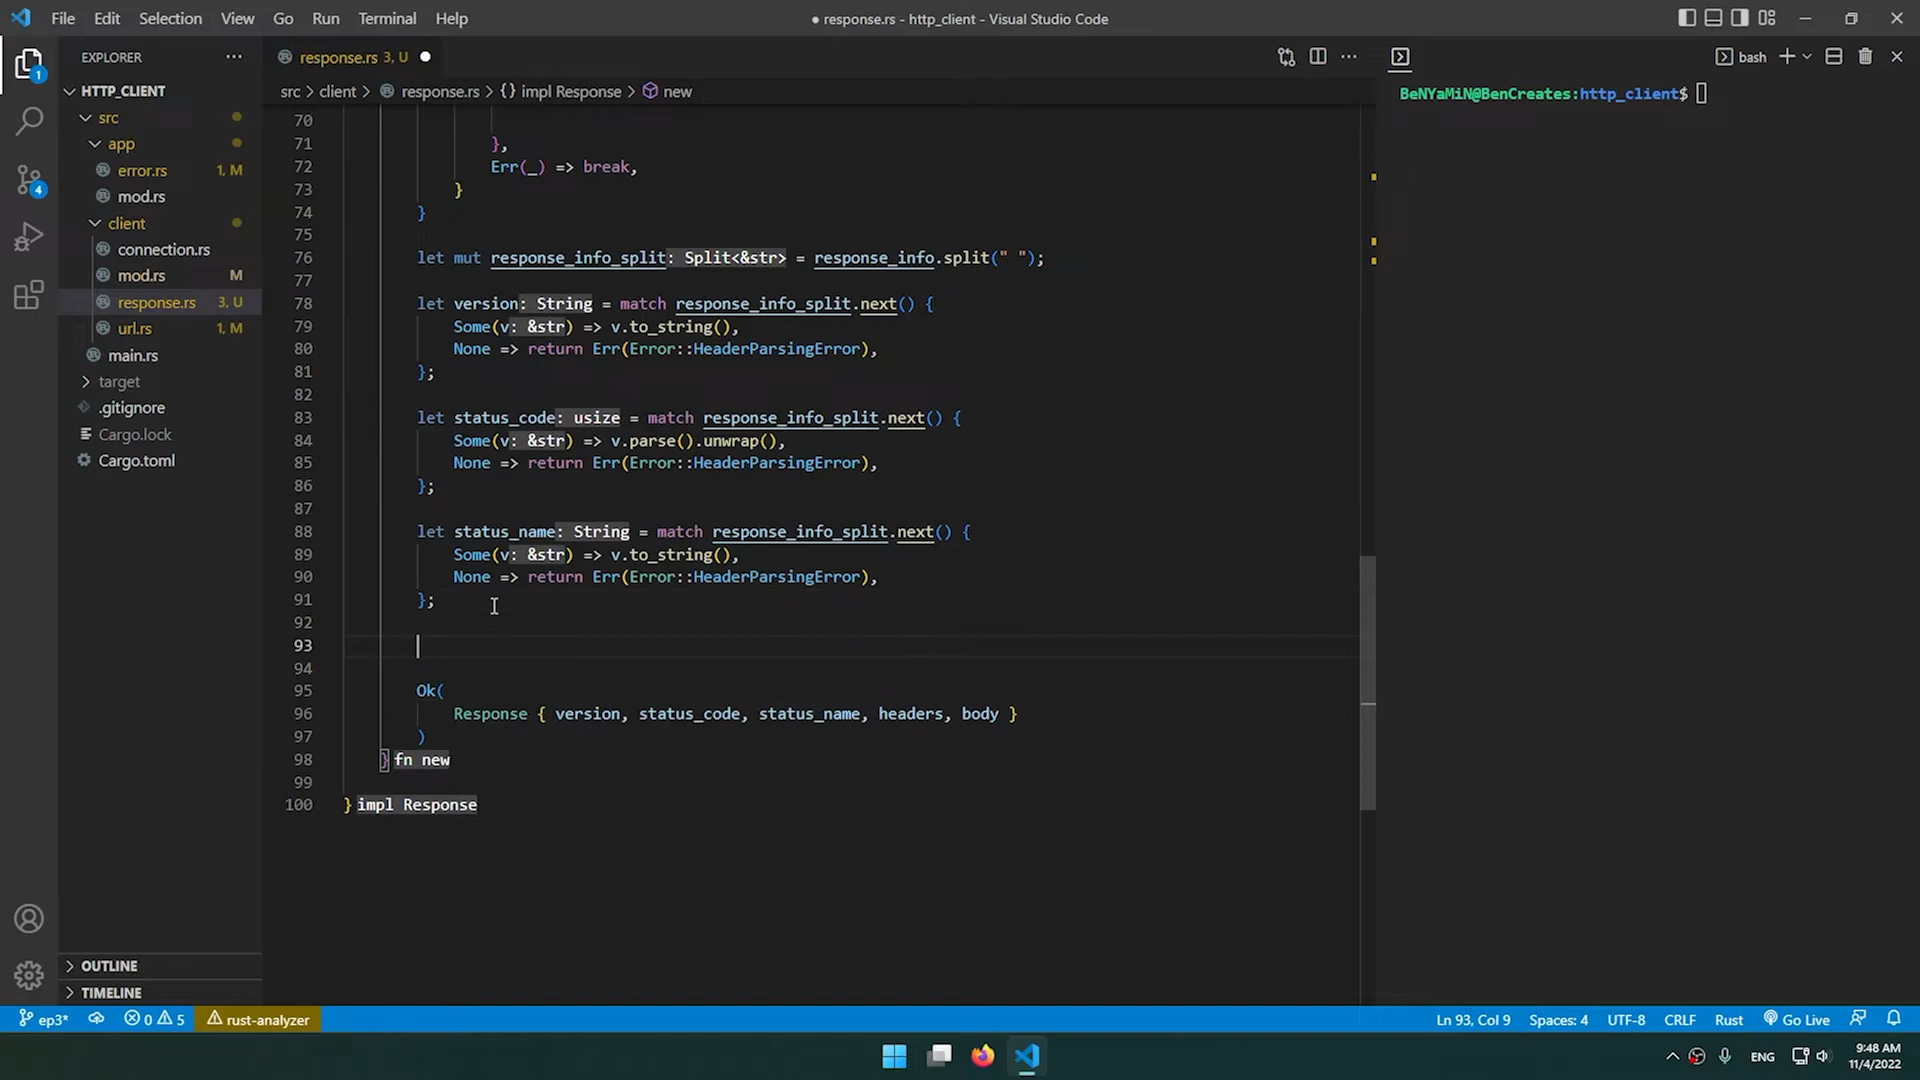 File Edit Selection View Go Run Terminal Help
● response.rs - http_client - Visual Studio Code
EXPLORER
HTTP_CLIENT
src
app
error.rs 1, M
mod.rs
client
connection.rs
mod.rs M
response.rs 3, U
url.rs 1, M
main.rs
target
.gitignore
Cargo.lock
Cargo.toml
OUTLINE
TIMELINE
1
4
response.rs 3, U
src > client > response.rs > {} impl Response > new
70
71 },
72 Err(_) => break,
73 }
74 }
75
76 let mut response_info_split: Split<&str> = response_info.split(" ");
77
78 let version: String = match response_info_split.next() {
79 Some(v: &str) => v.to_string(),
80 None => return Err(Error::HeaderParsingError),
81 };
82
83 let status_code: usize = match response_info_split.next() {
84 Some(v: &str) => v.parse().unwrap(),
85 None => return Err(Error::HeaderParsingError),
86 };
87
88 let status_name: String = match response_info_split.next() {
89 Some(v: &str) => v.to_string(),
90 None => return Err(Error::HeaderParsingError),
91 };
92
93
94
95 Ok(
96 Response { version, status_code, status_name, headers, body }
97 )
98 } fn new
99
100 } impl Response
bash
BeNYaMiN@BenCreates:http_client$
ep3* 0 5 rust-analyzer
Ln 93, Col 9 Spaces: 4 UTF-8 CRLF Rust Go Live
ENG
9:48 AM
11/4/2022